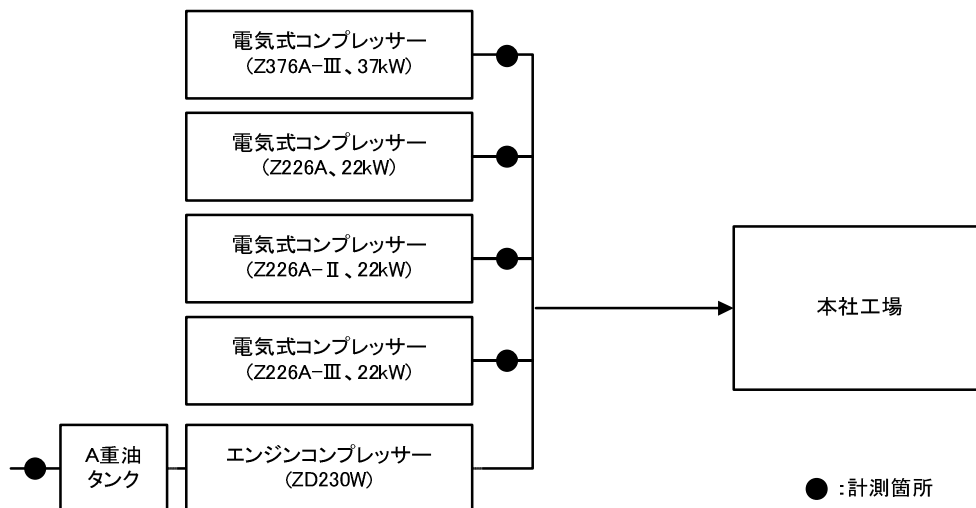 電気式コンプレッサー
(Z376A-Ⅲ、37kW)
電気式コンプレッサー
(Z226A、22kW)
電気式コンプレッサー
(Z226A-Ⅱ、22kW)
電気式コンプレッサー
(Z226A-Ⅲ、22kW)
本社工場
A重油
タンク
エンジンコンプレッサー
(ZD230W)
●:計測箇所